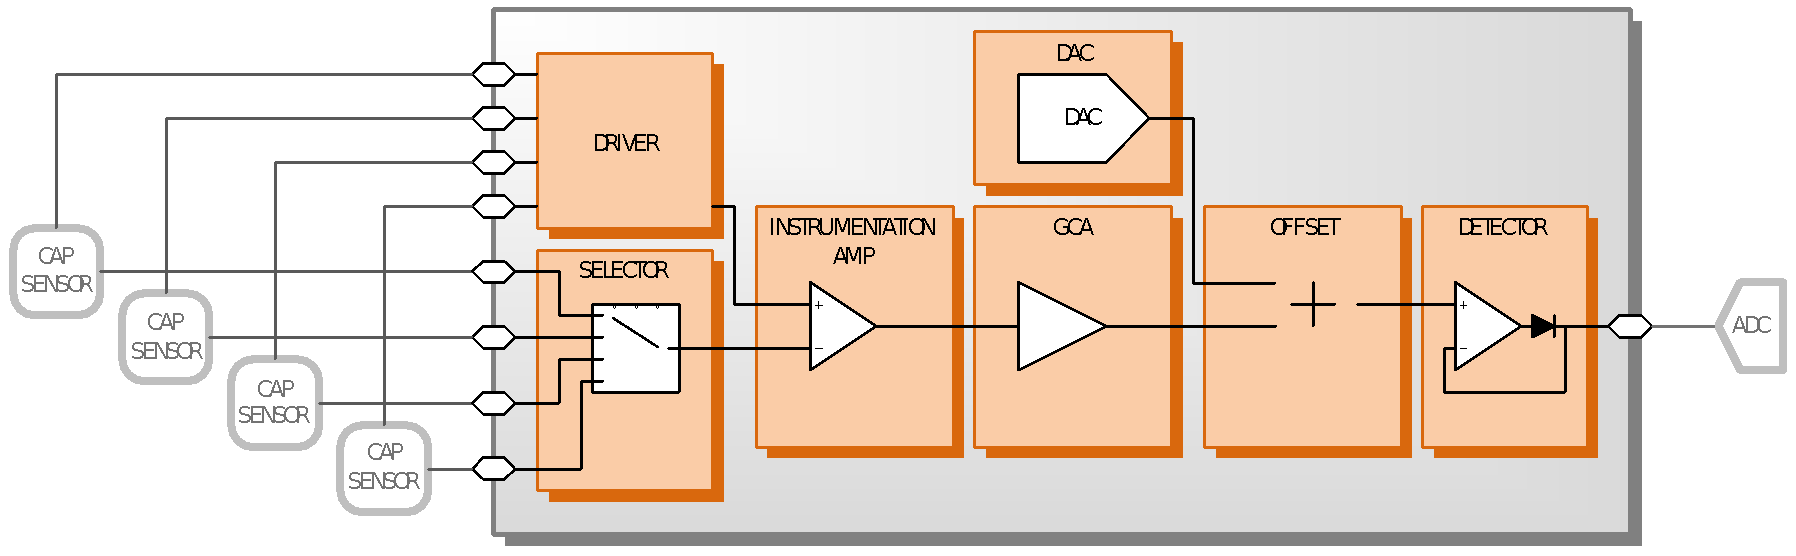 DAC
DAC
DRIVER
INSTRUMENTATION
AMP
GCA
OFFSET
DETECTOR
SELECTOR
+
−
+
−
CAP
SENSOR
CAP
SENSOR
CAP
SENSOR
CAP
SENSOR
ADC